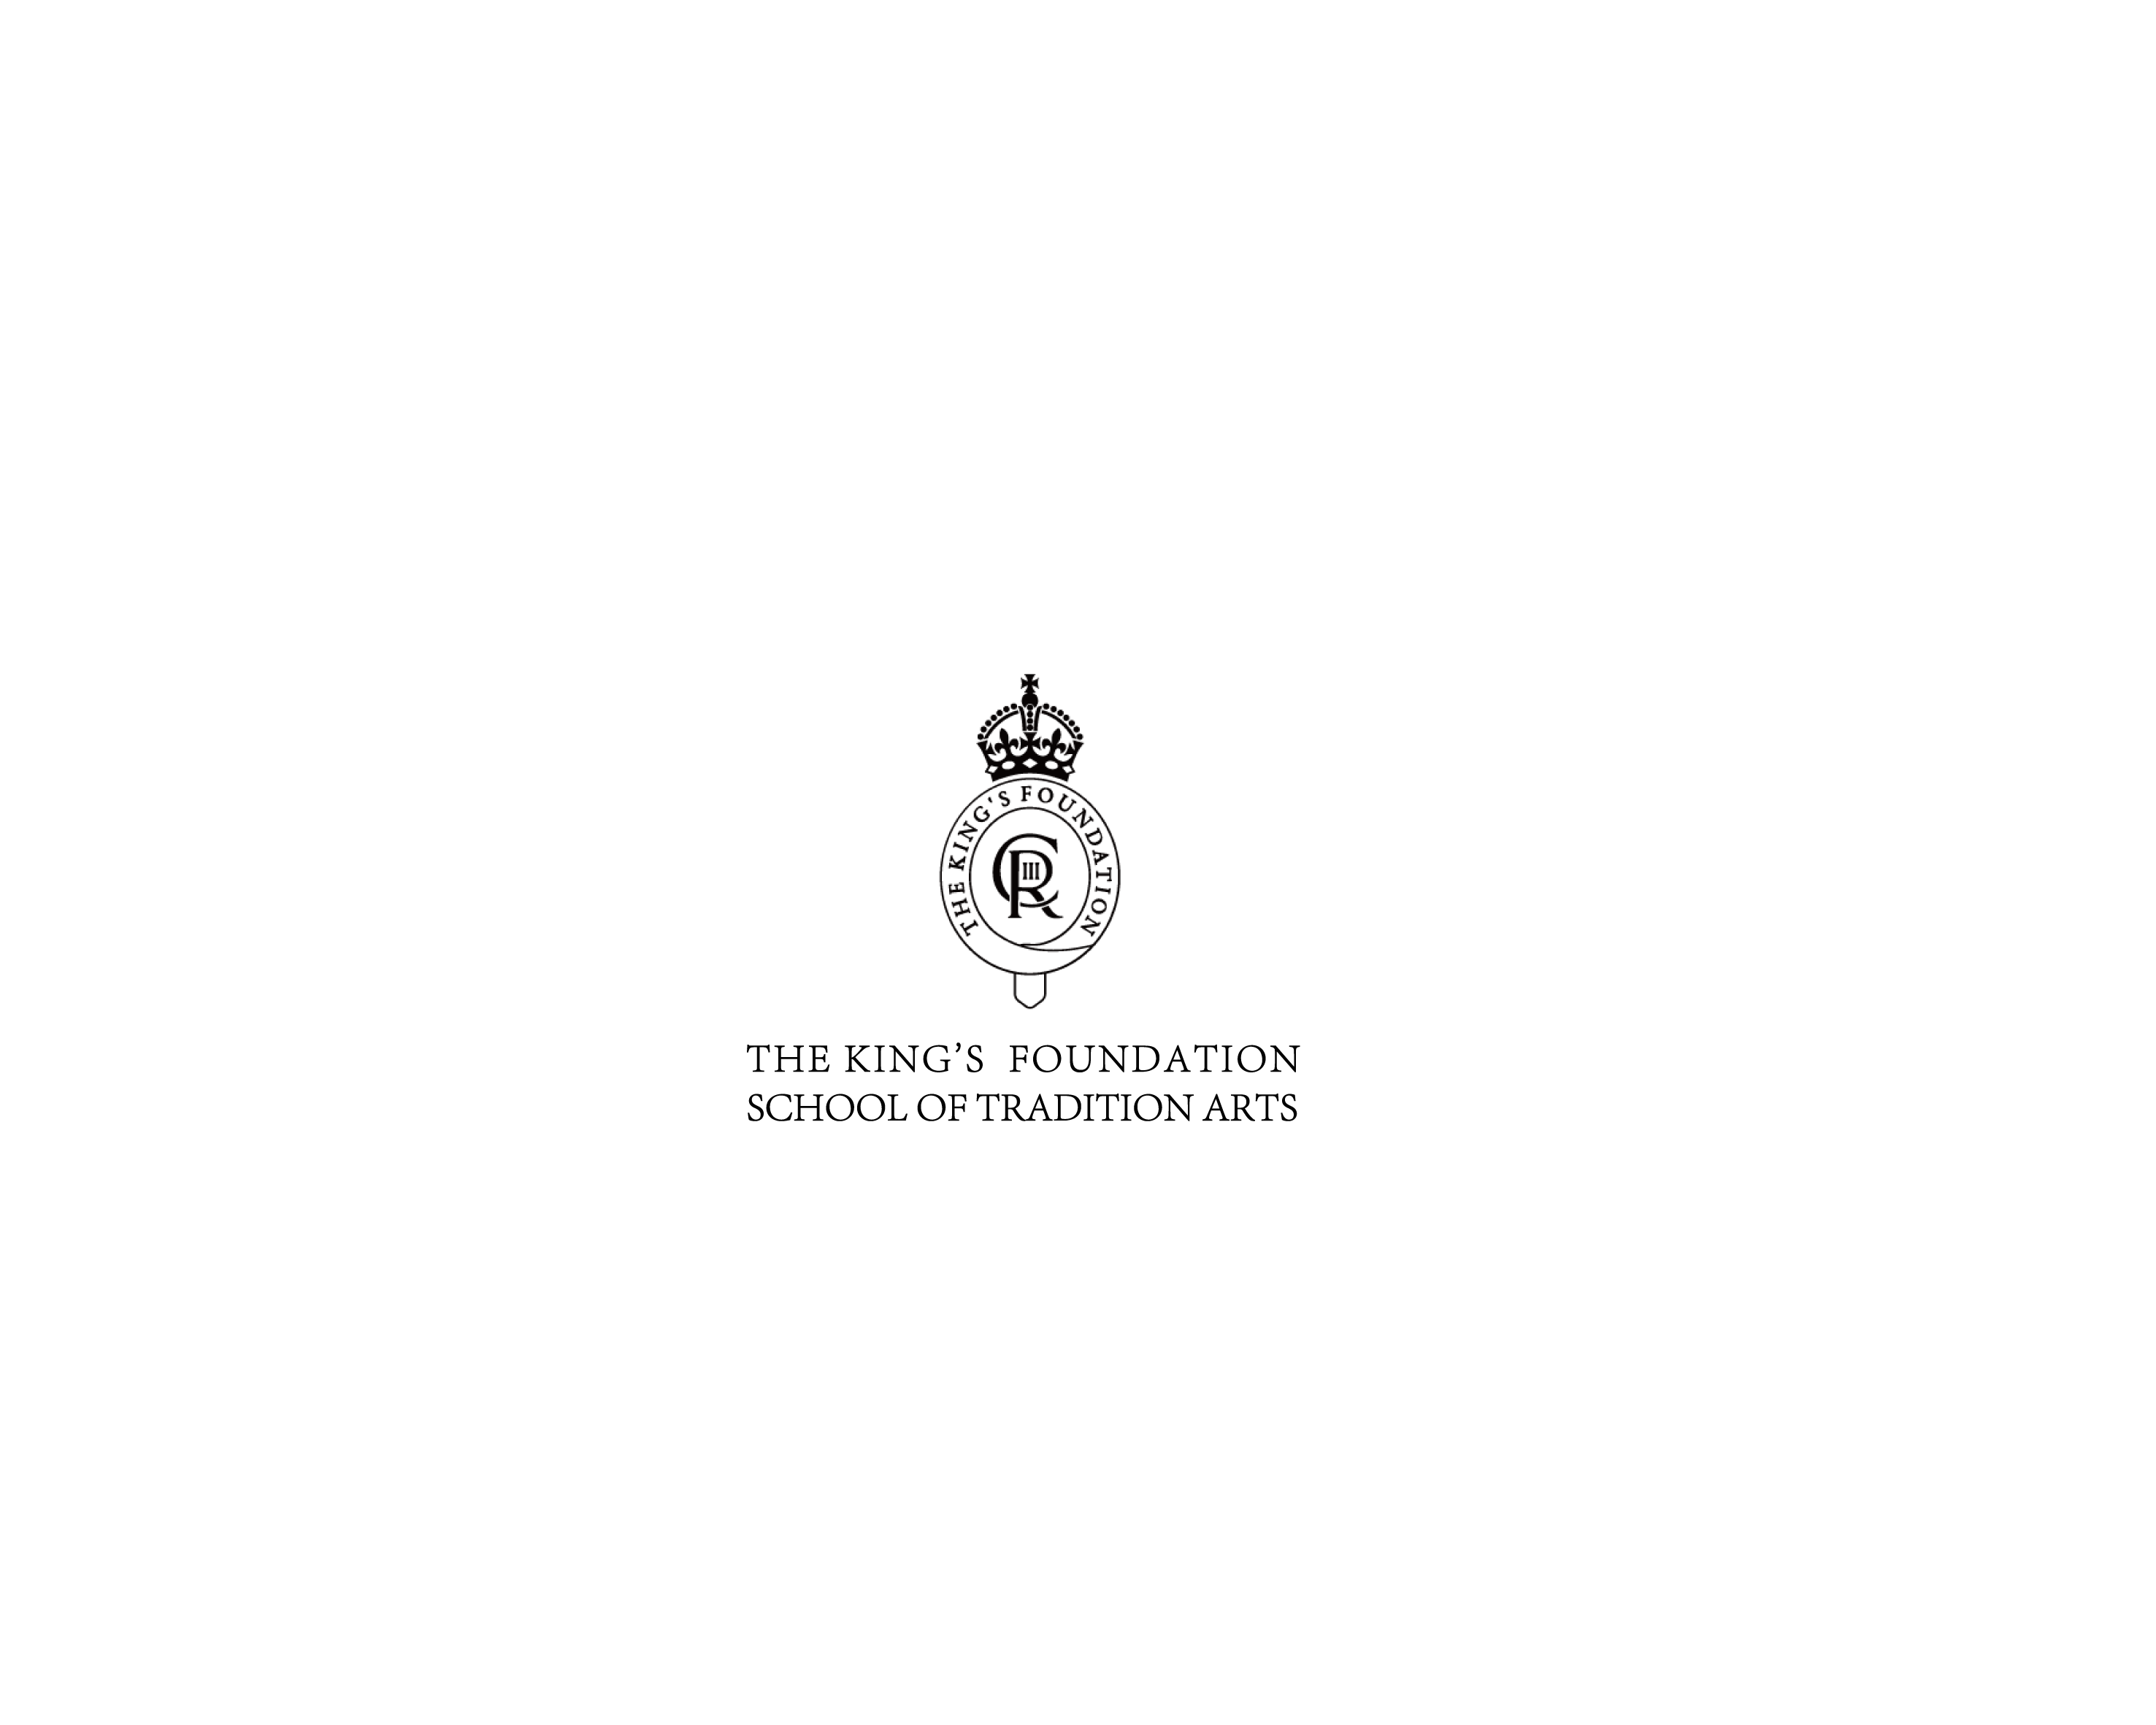 THE KING'S FOUNDATION
CR III
THE KING’S FOUNDATION
SCHOOL OF TRADITION ARTS